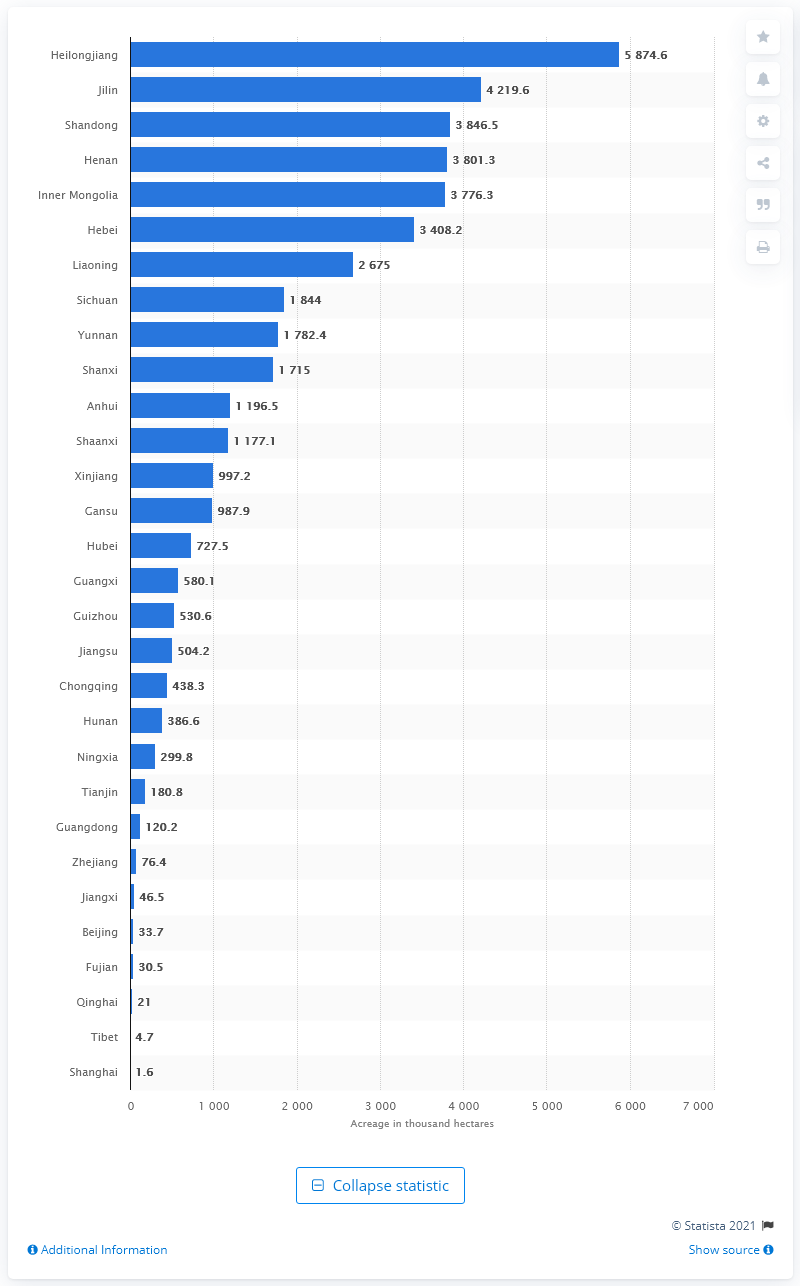 Heilongjiang 5 874.6
Jilin 4 219.6
Shandong 3 846.5
Henan 3 801.3
Inner Mongolia 3 776.3
Hebei 3 408.2
Liaoning 2 675
Sichuan 1 844
Yunnan 1 782.4
Shanxi 1 715
Anhui 1 196.5
Shaanxi 1 177.1
Xinjiang 997.2
Gansu 987.9
Hubei 727.5
Guangxi 580.1
Guizhou 530.6
Jiangsu 504.2
Chongqing 438.3
Hunan 386.6
Ningxia 299.8
Tianjin 180.8
Guangdong 120.2
Zhejiang 76.4
Jiangxi 46.5
Beijing 33.7
Fujian 30.5
Qinghai 21
Tibet 4.7
Shanghai 1.6
0 1 000 2 000 3 000 4 000 5 000 6 000 7 000
Acreage in thousand hectares
Collapse statistic
© Statista 2021
Additional Information Show source